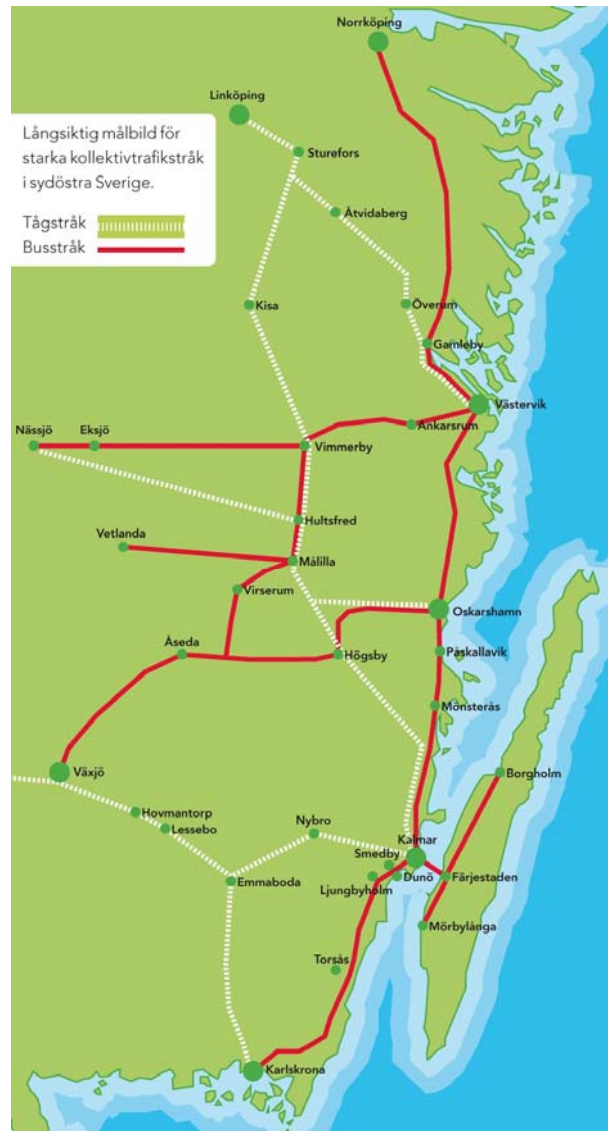 Norrköping
Linköping
Långsiktig målbild för
starka kollektivtrafikstråk
i sydöstra Sverige.
Tågstråk
Busstråk
Sturefors
Åtvidaberg
Kisa
Överum
Gamleby
Västervik
Ankarsrum
Nässjö
Eksjö
Vimmerby
Hultsfred
Vetlanda
Målilla
Virserum
Oskarshamn
Åseda
Högsby
Påskallavik
Mönsterås
Växjö
Borgholm
Hovmantorp
Lessebo
Nybro
Kalmar
Smedby
Emmaboda
Ljungbyholm
Dunö
Färjestaden
Mörbylånga
Torsås
Karlskrona